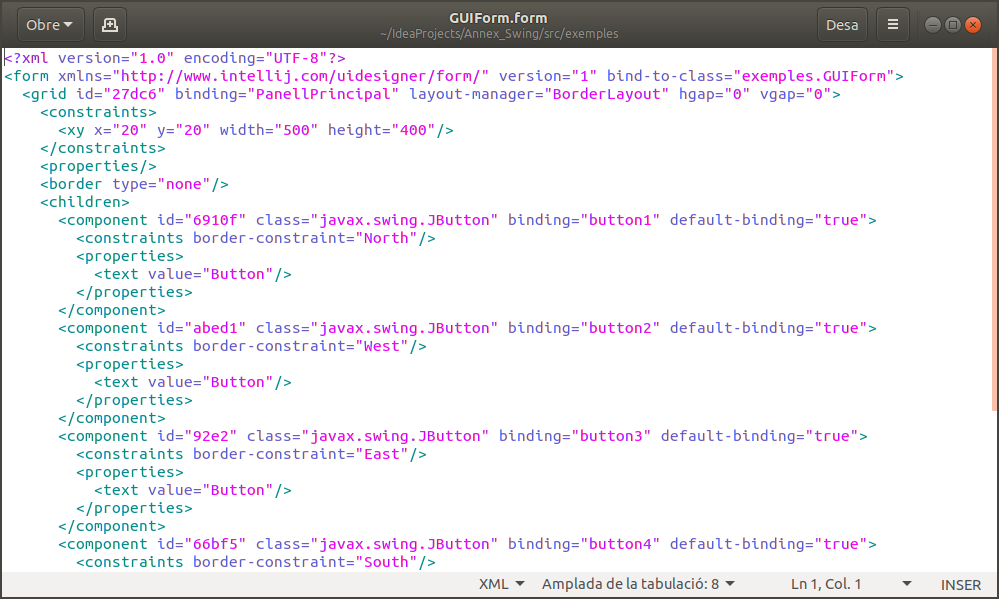 Obre
GUIForm.form
~/IdeaProjects/Annex_Swing/src/exemples
Desa
<?xml version="1.0" encoding="UTF-8"?>
<form xmlns="http://www.intellij.com/uidesigner/form/" version="1" bind-to-class="exemples.GUIForm">
  <grid id="27dc6" binding="PanellPrincipal" layout-manager="BorderLayout" hgap="0" vgap="0">
    <constraints>
      <xy x="20" y="20" width="500" height="400"/>
    </constraints>
    <properties/>
    <border type="none"/>
    <children>
      <component id="6910f" class="javax.swing.JButton" binding="button1" default-binding="true">
        <constraints border-constraint="North"/>
        <properties>
          <text value="Button"/>
        </properties>
      </component>
      <component id="abed1" class="javax.swing.JButton" binding="button2" default-binding="true">
        <constraints border-constraint="West"/>
        <properties>
          <text value="Button"/>
        </properties>
      </component>
      <component id="92e2" class="javax.swing.JButton" binding="button3" default-binding="true">
        <constraints border-constraint="East"/>
        <properties>
          <text value="Button"/>
        </properties>
      </component>
      <component id="66bf5" class="javax.swing.JButton" binding="button4" default-binding="true">
        <constraints border-constraint="South"/>
XML Amplada de la tabulació: 8 Ln 1, Col. 1 INSER